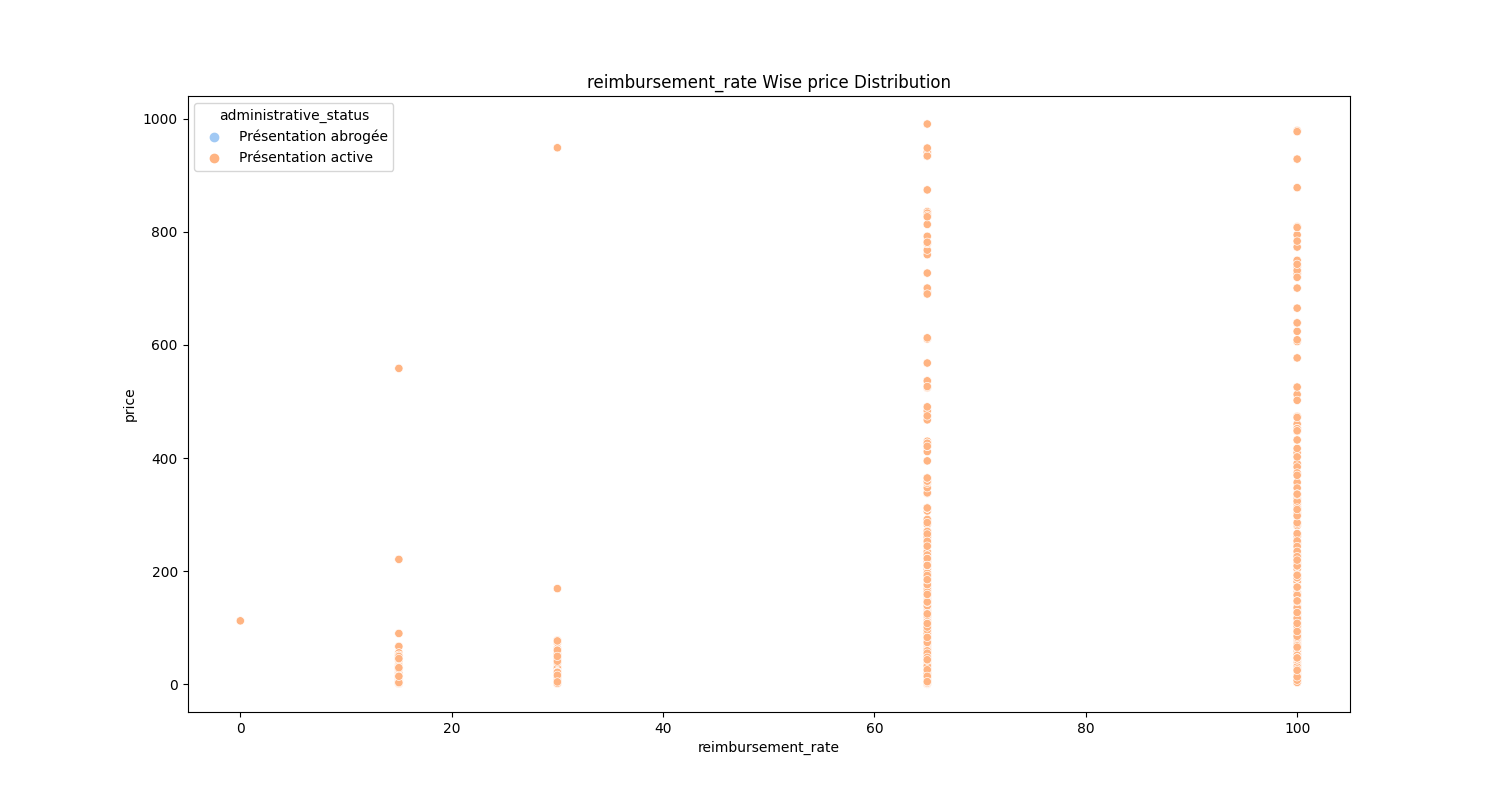 reimbursement_rate Wise price Distribution
administrative_status
Présentation abrogée
Présentation active
1000
800
600
400
200
0
price
0 20 40 60 80 100
reimbursement_rate